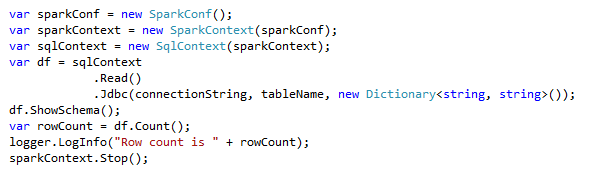 var sparkConf = new SparkConf();
var sparkContext = new SparkContext(sparkConf);
var sqlContext = new SqlContext(sparkContext);
var df = sqlContext
            .Read()
            .Jdbc(connectionString, tableName, new Dictionary<string, string>());
df.ShowSchema();
var rowCount = df.Count();
logger.LogInfo("Row count is " + rowCount);
sparkContext.Stop();